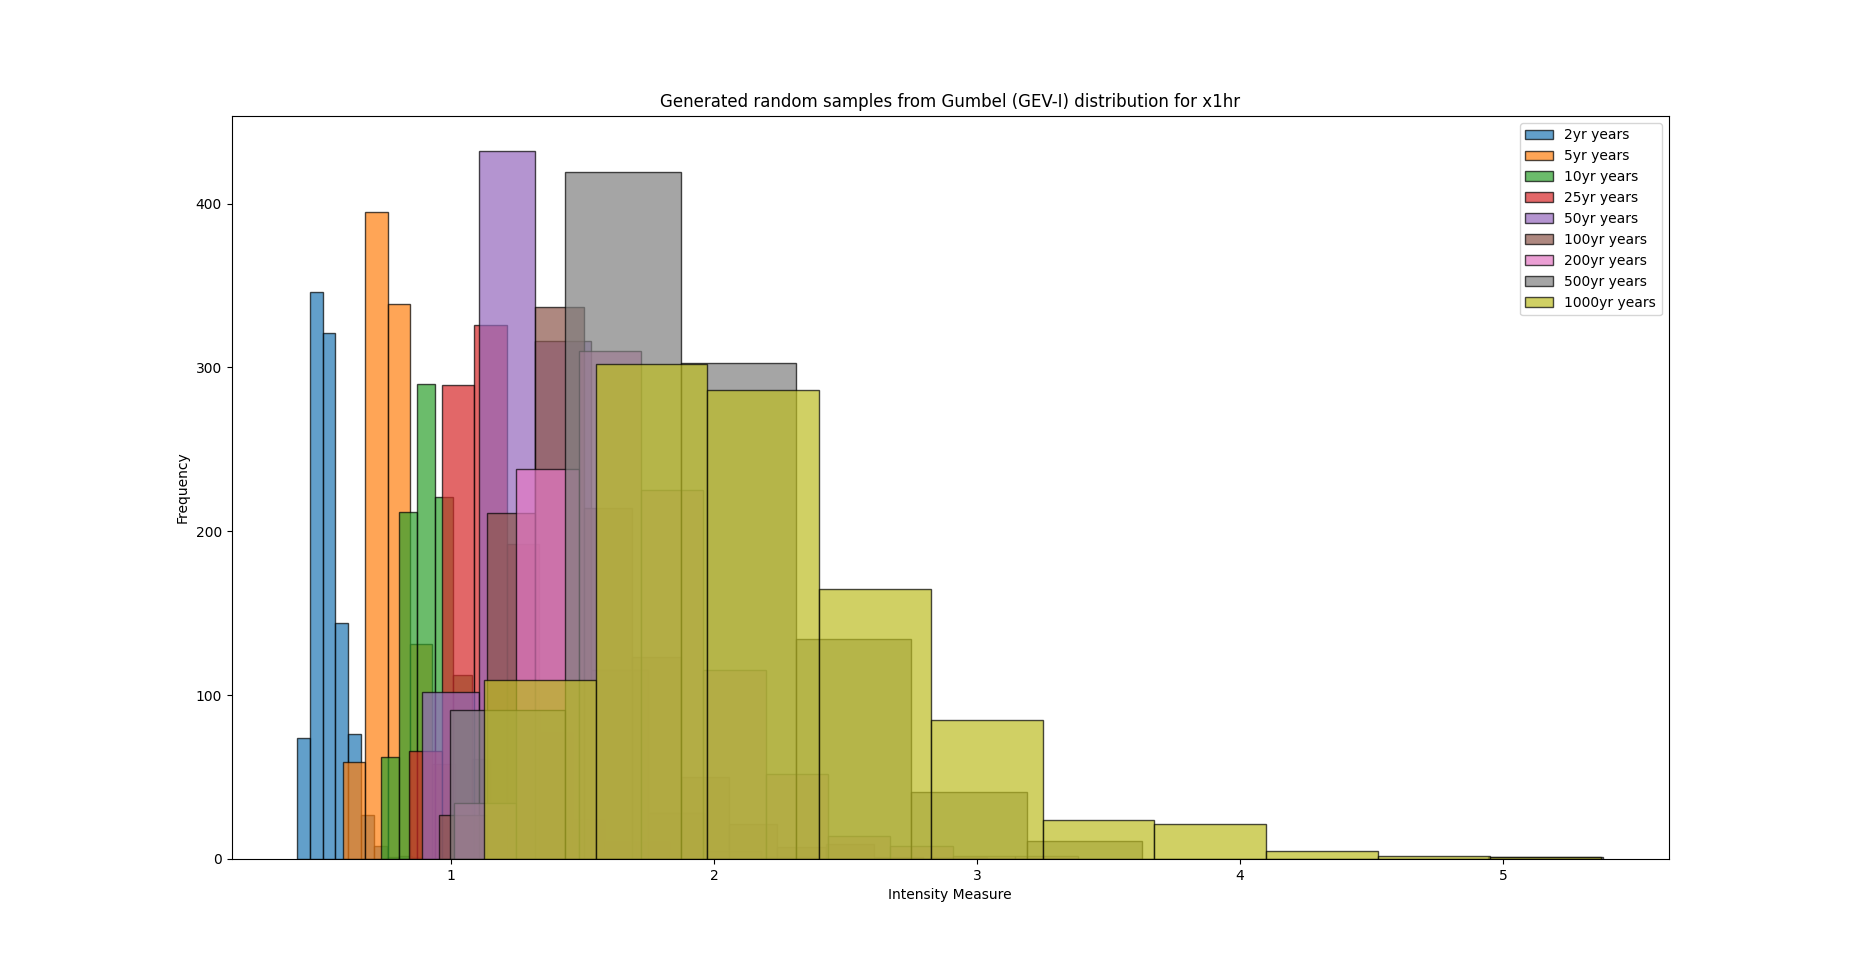 Generated random samples from Gumbel (GEV-I) distribution for x1hr
2yr years
5yr years
10yr years
25yr years
50yr years
100yr years
200yr years
500yr years
1000yr years
Frequency
400
300
200
100
0
1 2 3 4 5
Intensity Measure